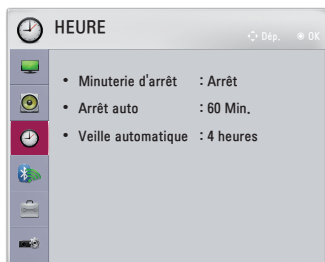 HEURE
Dép. OK
• Minuterie d'arrêt : Arrêt
• Arrêt auto : 60 Min.
• Veille automatique : 4 heures